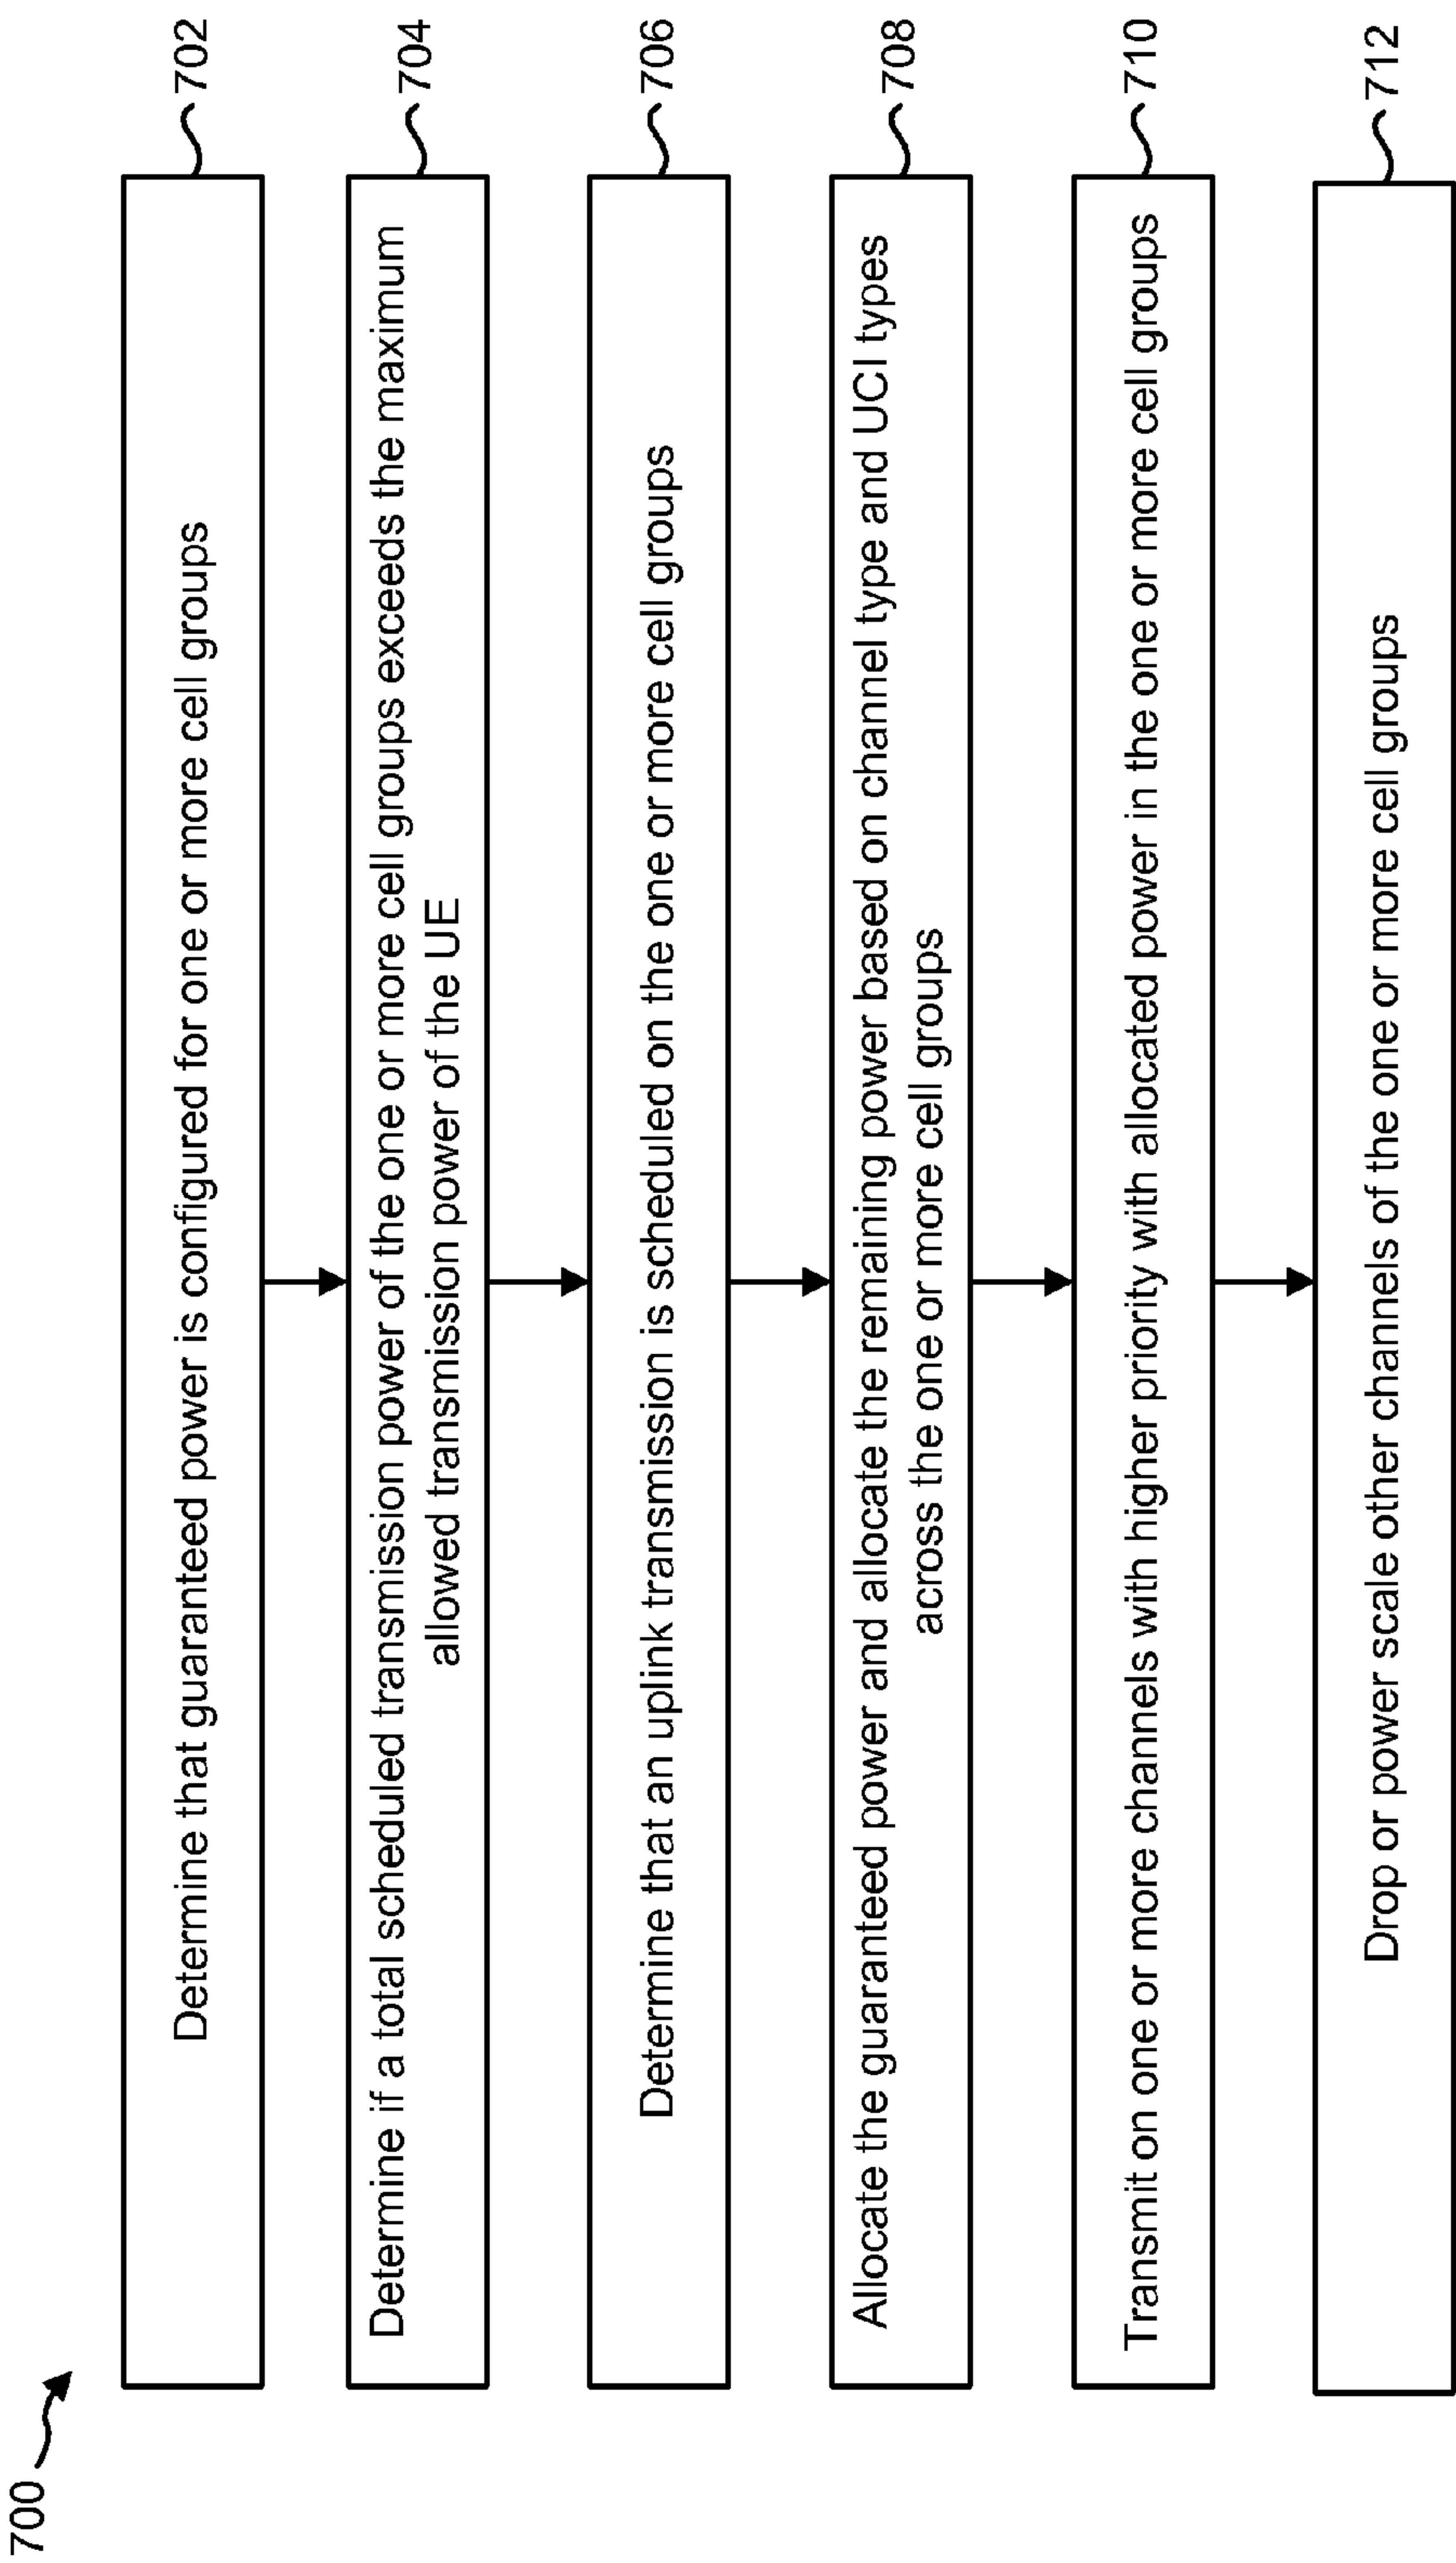 700
Determine that guaranteed power is configured for one or more cell groups
702
Determine if a total scheduled transmission power of the one or more cell groups exceeds the maximum
allowed transmission power of the UE
704
Determine that an uplink transmission is scheduled on the one or more cell groups
706
Allocate the guaranteed power and allocate the remaining power based on channel type and UCI types
across the one or more cell groups
708
Transmit on one or more channels with higher priority with allocated power in the one or more cell groups
710
Drop or power scale other channels of the one or more cell groups
712